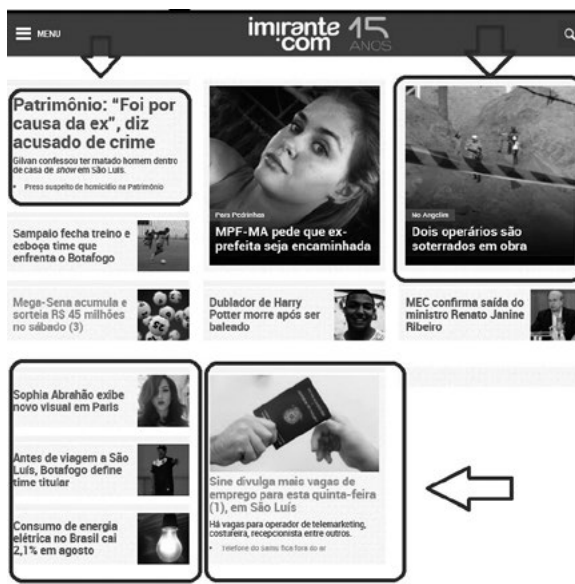 MENU
imirante
.com
15
ANOS
Patrimônio: “Foi por
causa da ex”, diz
acusado de crime
Gilvan confessou ter matado homem dentro
de casa de show em São Luís.
• Preso suspeito de homicídio no Patrimônio
Para Pedrinhas
MPF-MA pede que ex-
prefeita seja encaminhada
No Angelim
Dois operários são
soterrados em obra
Sampaio fecha treino e
esboça time que
enfrenta o Botafogo
Mega-Sena acumula e
sorteia R$ 45 milhões
no sábado (3)
Dublador de Harry
Potter morre após ser
baleado
MEC confirma saída do
ministro Renato Janine
Ribeiro
Sophia Abrahão exibe
novo visual em Paris
Antes de viagem a São
Luís, Botafogo define
time titular
Consumo de energia
elétrica no Brasil cai
2,1% em agosto
Sine divulga mais vagas de
emprego para esta quinta-feira
(1), em São Luís
Há vagas para operador de telemarketing,
costureira, recepcionista entre outros.
• Telefone do Samu fica fora do ar